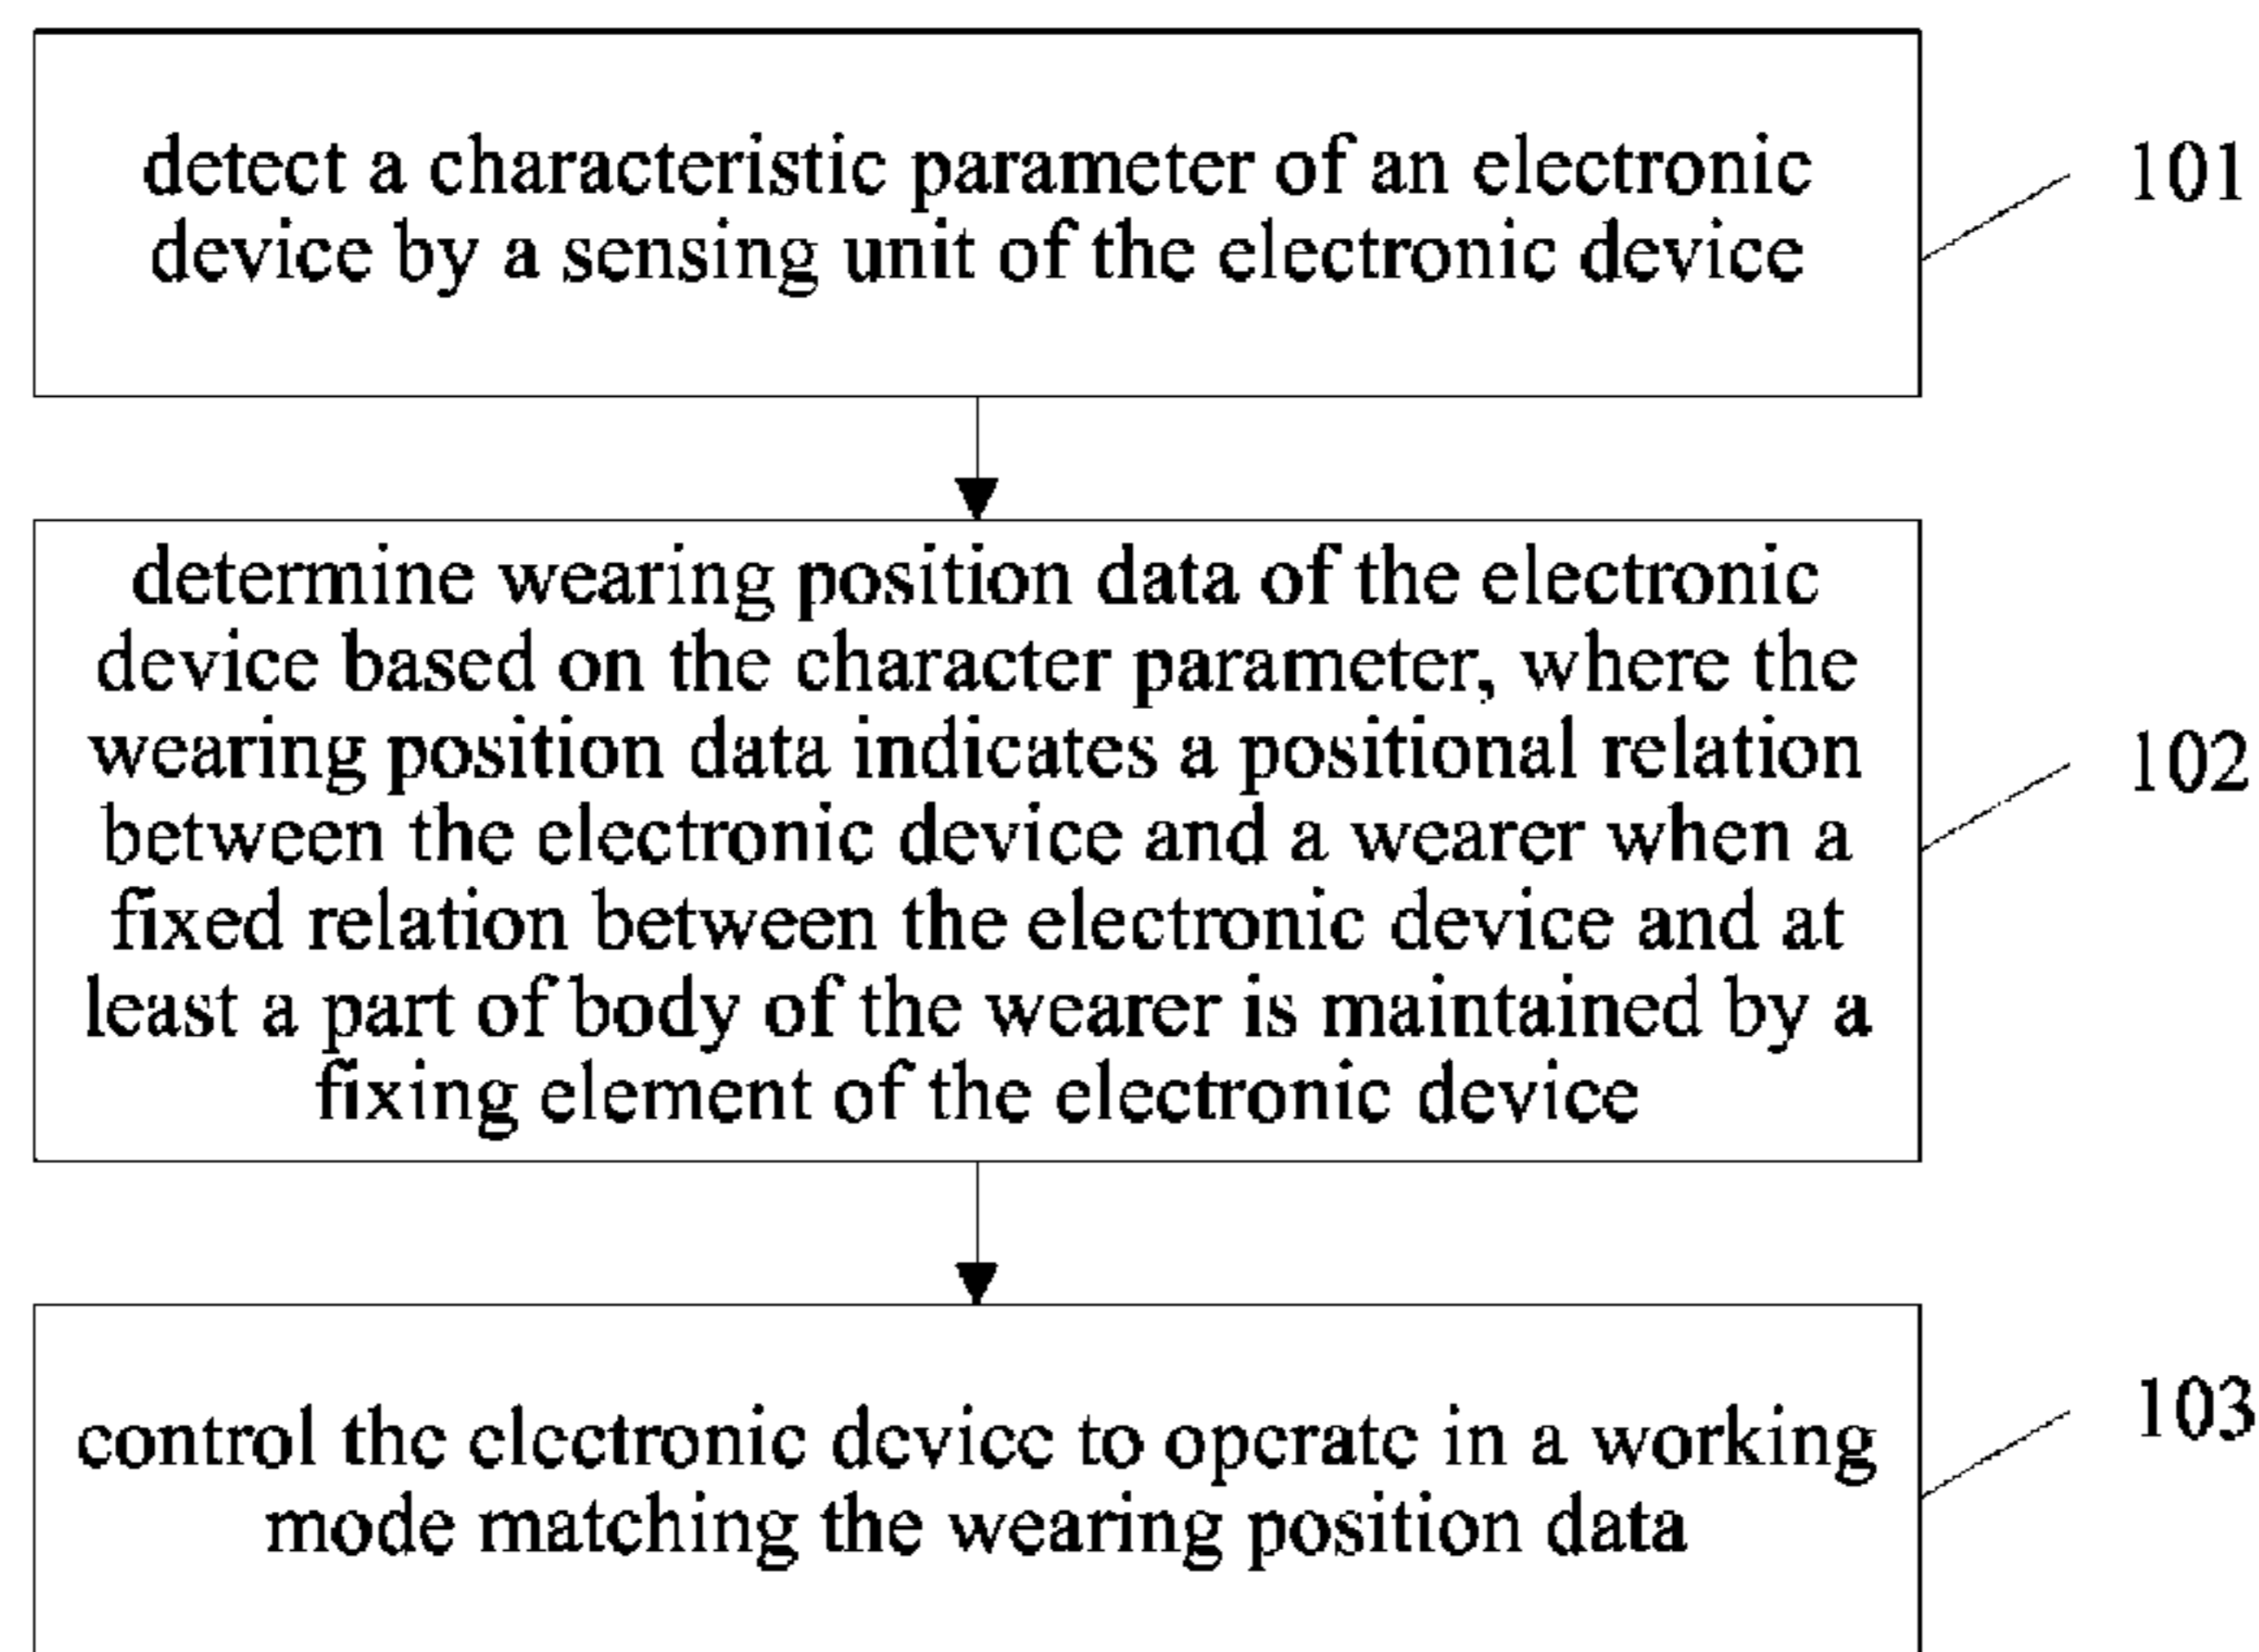 detect a characteristic parameter of an electronic
device by a sensing unit of the electronic device
101
determine wearing position data of the electronic
device based on the character parameter, where the
wearing position data indicates a positional relation
between the electronic device and a wearer when a
fixed relation between the electronic device and at
least a part of body of the wearer is maintained by a
fixing element of the electronic device
102
control the electronic device to operate in a working
mode matching the wearing position data
103